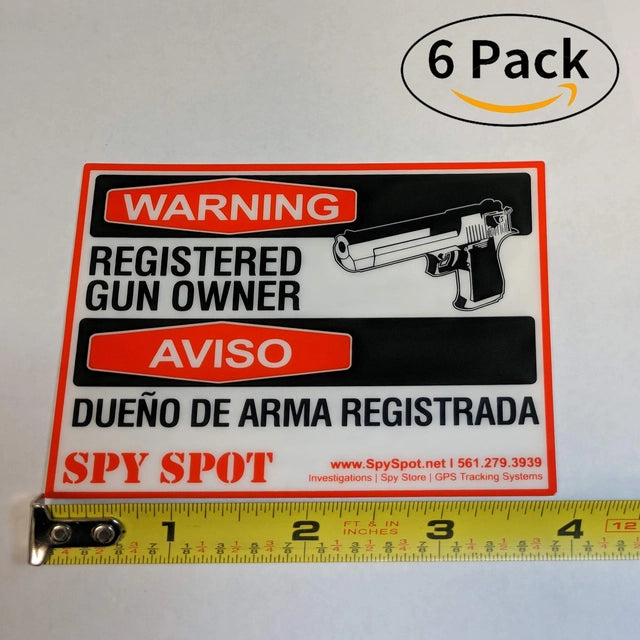 6 Pack
WARNING
REGISTERED
GUN OWNER
AVISO
DUEÑO DE ARMA REGISTRADA
SPY SPOT
www.SpySpot.net | 561.279.3939
Investigations | Spy Store | GPS Tracking Systems
1 2 3 4 12
FT & IN
INCHES